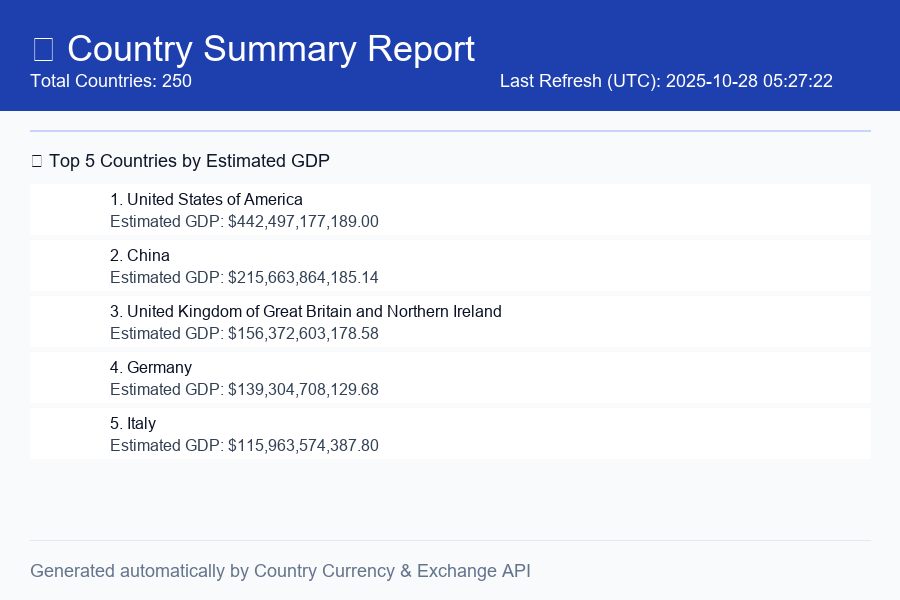 Country Summary Report
Total Countries: 250
Last Refresh (UTC): 2025-10-28 05:27:22
Top 5 Countries by Estimated GDP
1. United States of America
Estimated GDP: $442,497,177,189.00
2. China
Estimated GDP: $215,663,864,185.14
3. United Kingdom of Great Britain and Northern Ireland
Estimated GDP: $156,372,603,178.58
4. Germany
Estimated GDP: $139,304,708,129.68
5. Italy
Estimated GDP: $115,963,574,387.80
Generated automatically by Country Currency & Exchange API